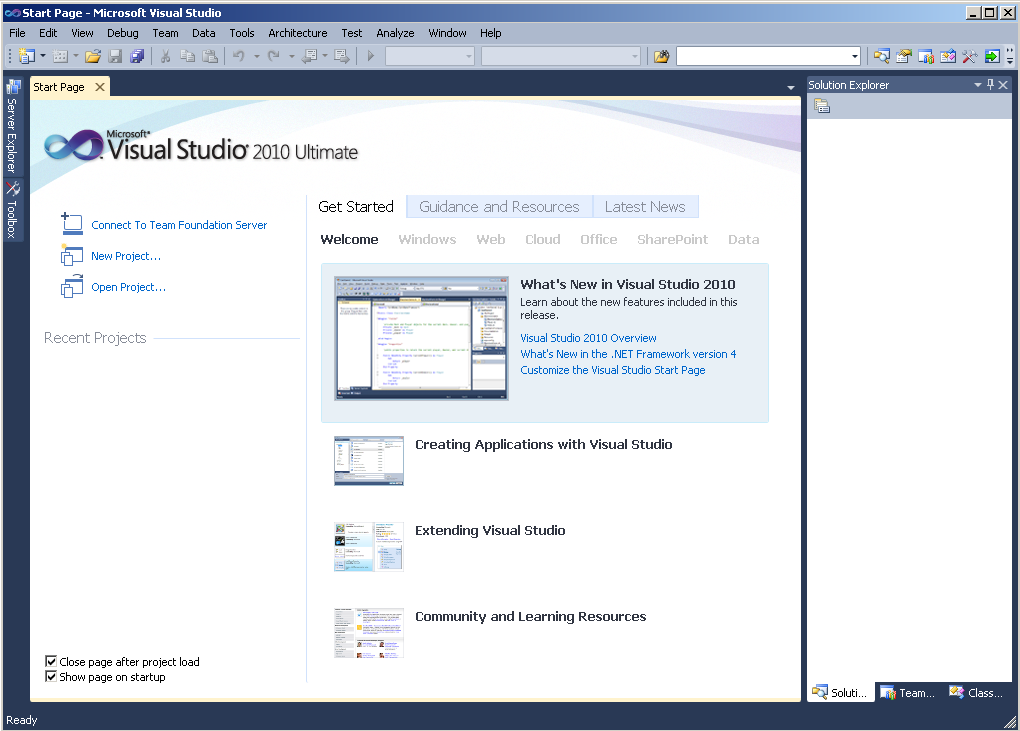 Start Page - Microsoft Visual Studio
File Edit View Debug Team Data Tools Architecture Test Analyze Window Help
Server Explorer
Toolbox
Start Page
Microsoft®
Visual Studio® 2010 Ultimate
Connect To Team Foundation Server
New Project...
Open Project...
Recent Projects
Close page after project load
Show page on startup
Get Started Guidance and Resources Latest News
Welcome Windows Web Cloud Office SharePoint Data
What's New in Visual Studio 2010
Learn about the new features included in this
release.
Visual Studio 2010 Overview
What's New in the .NET Framework version 4
Customize the Visual Studio Start Page
Creating Applications with Visual Studio
Extending Visual Studio
Community and Learning Resources
Solution Explorer
Soluti... Team... Class...
Ready